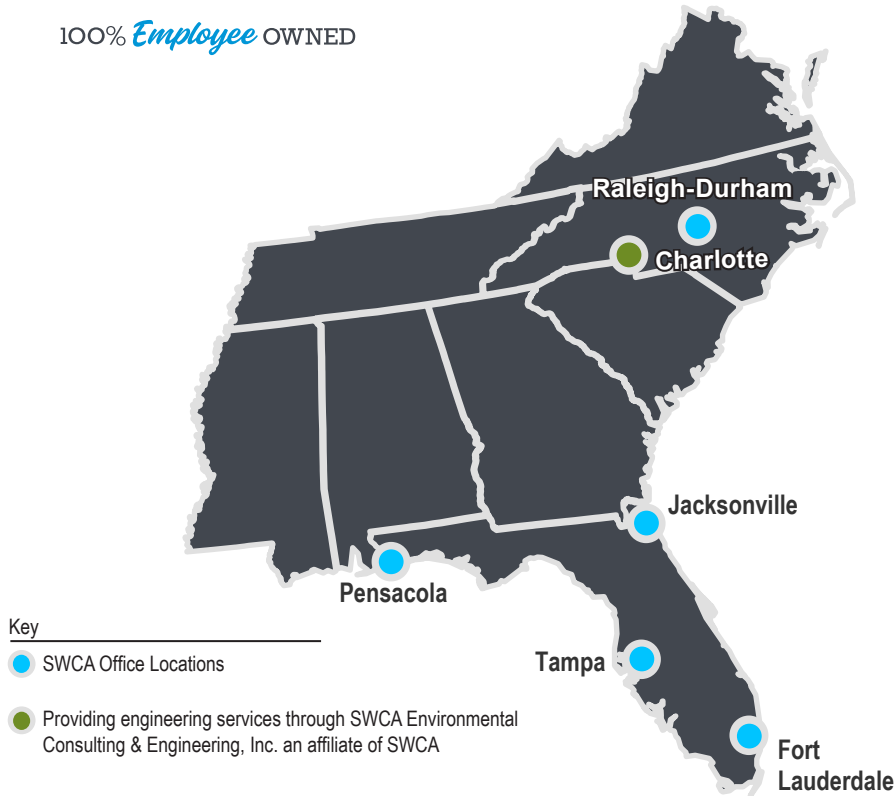 100% Employee OWNED
Raleigh-Durham
Charlotte
Jacksonville
Pensacola
Tampa
Fort
Lauderdale
Key
SWCA Office Locations
Providing engineering services through SWCA Environmental
Consulting & Engineering, Inc. an affiliate of SWCA